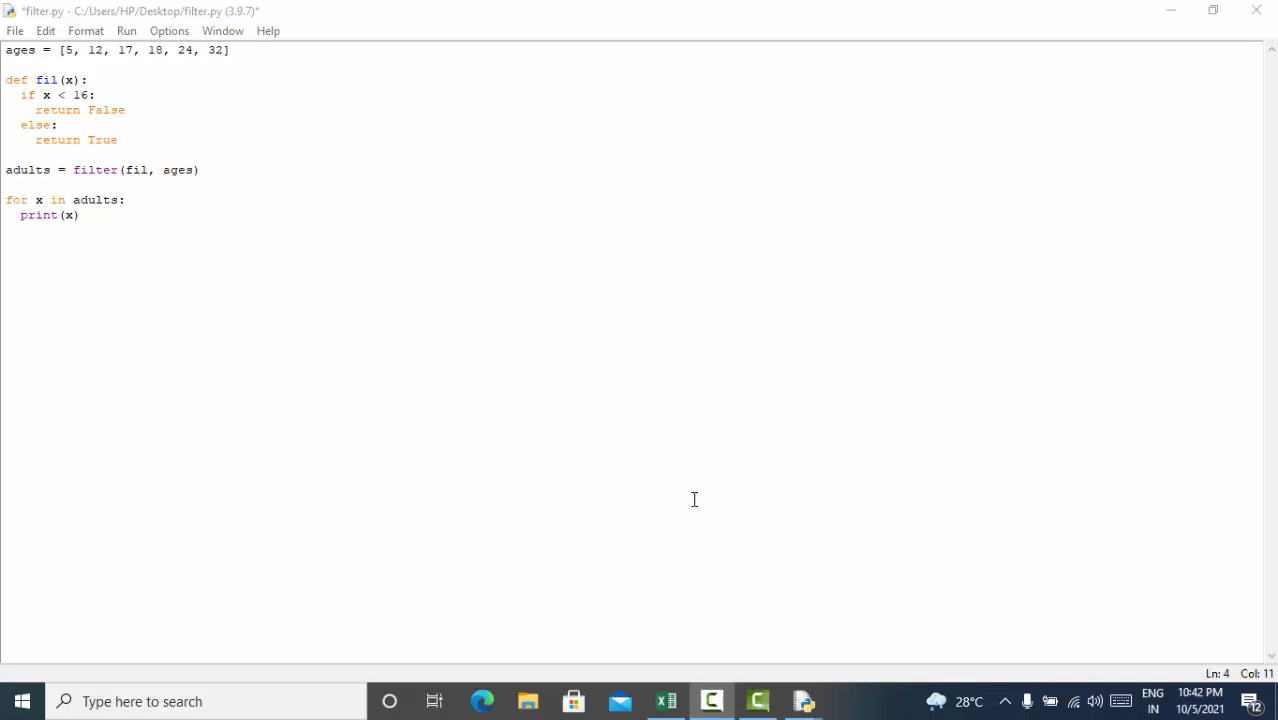 *filter.py - C:/Users/HP/Desktop/filter.py (3.9.7)*
File Edit Format Run Options Window Help
ages = [5, 12, 17, 18, 24, 32]
def fil(x):
  if x < 16:
    return False
  else:
    return True
adults = filter(fil, ages)
for x in adults:
  print(x)
Ln: 4 Col: 11
Type here to search
28°C
ENG
IN
10:42 PM
10/5/2021
12